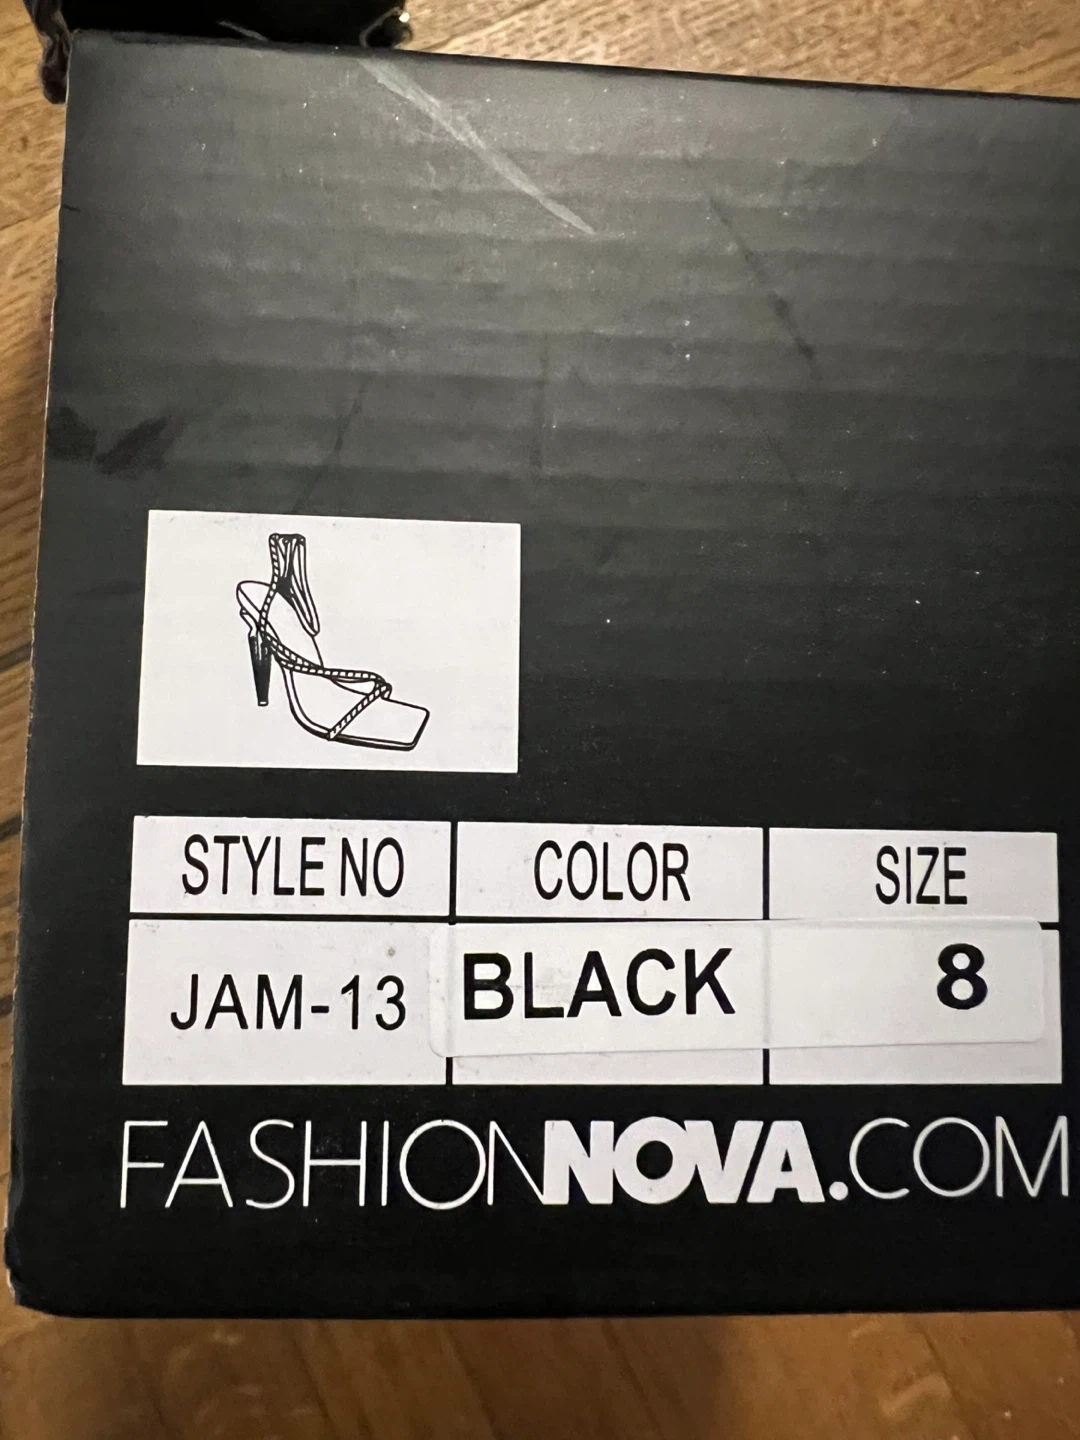 STYLE NO COLOR SIZE
JAM-13 BLACK 8
FASHIONNOVA.COM